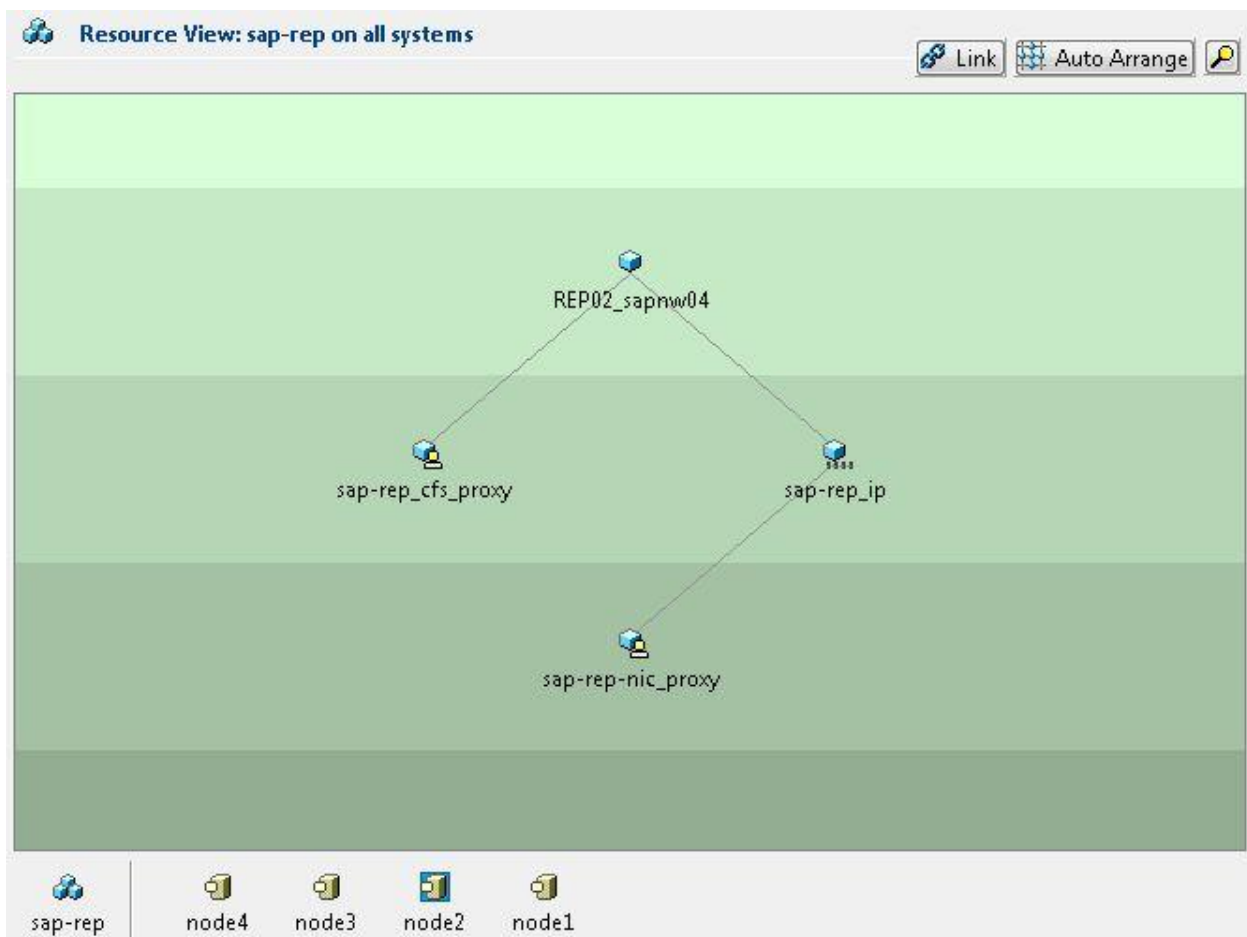 Resource View: sap-rep on all systems
Link
Auto Arrange
REP02_sapnw04
sap-rep_cfs_proxy
sap-rep_ip
sap-rep-nic_proxy
sap-rep
node4
node3
node2
node1